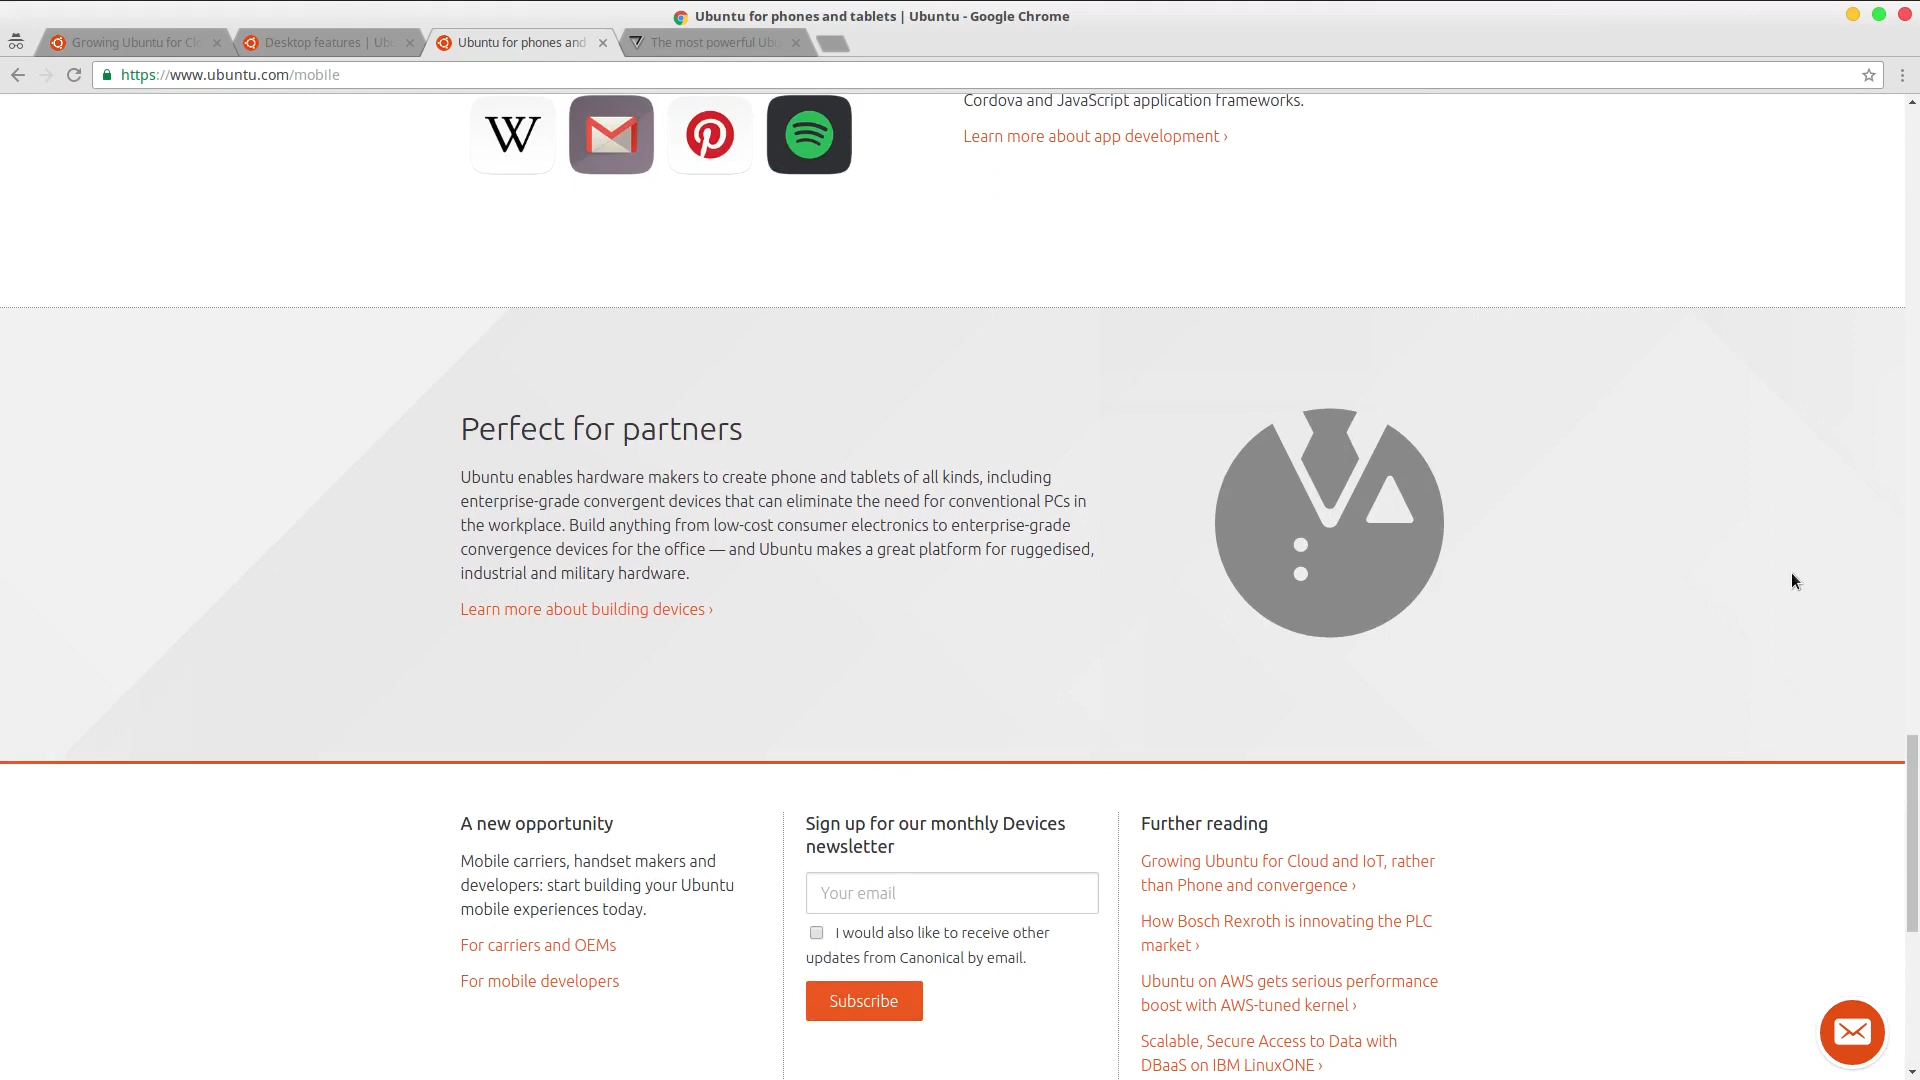 Ubuntu for phones and tablets | Ubuntu - Google Chrome
Growing Ubuntu for Clo
Desktop features | Ubu
Ubuntu for phones and
The most powerful Ubu
https://www.ubuntu.com/mobile
W
Cordova and JavaScript application frameworks.
Learn more about app development ›
Perfect for partners
Ubuntu enables hardware makers to create phone and tablets of all kinds, including
enterprise-grade convergent devices that can eliminate the need for conventional PCs in
the workplace. Build anything from low-cost consumer electronics to enterprise-grade
convergence devices for the office — and Ubuntu makes a great platform for ruggedised,
industrial and military hardware.
Learn more about building devices ›
A new opportunity
Mobile carriers, handset makers and
developers: start building your Ubuntu
mobile experiences today.
For carriers and OEMs
For mobile developers
Sign up for our monthly Devices
newsletter
Your email
I would also like to receive other
updates from Canonical by email.
Subscribe
Further reading
Growing Ubuntu for Cloud and IoT, rather
than Phone and convergence ›
How Bosch Rexroth is innovating the PLC
market ›
Ubuntu on AWS gets serious performance
boost with AWS-tuned kernel ›
Scalable, Secure Access to Data with
DBaaS on IBM LinuxONE ›